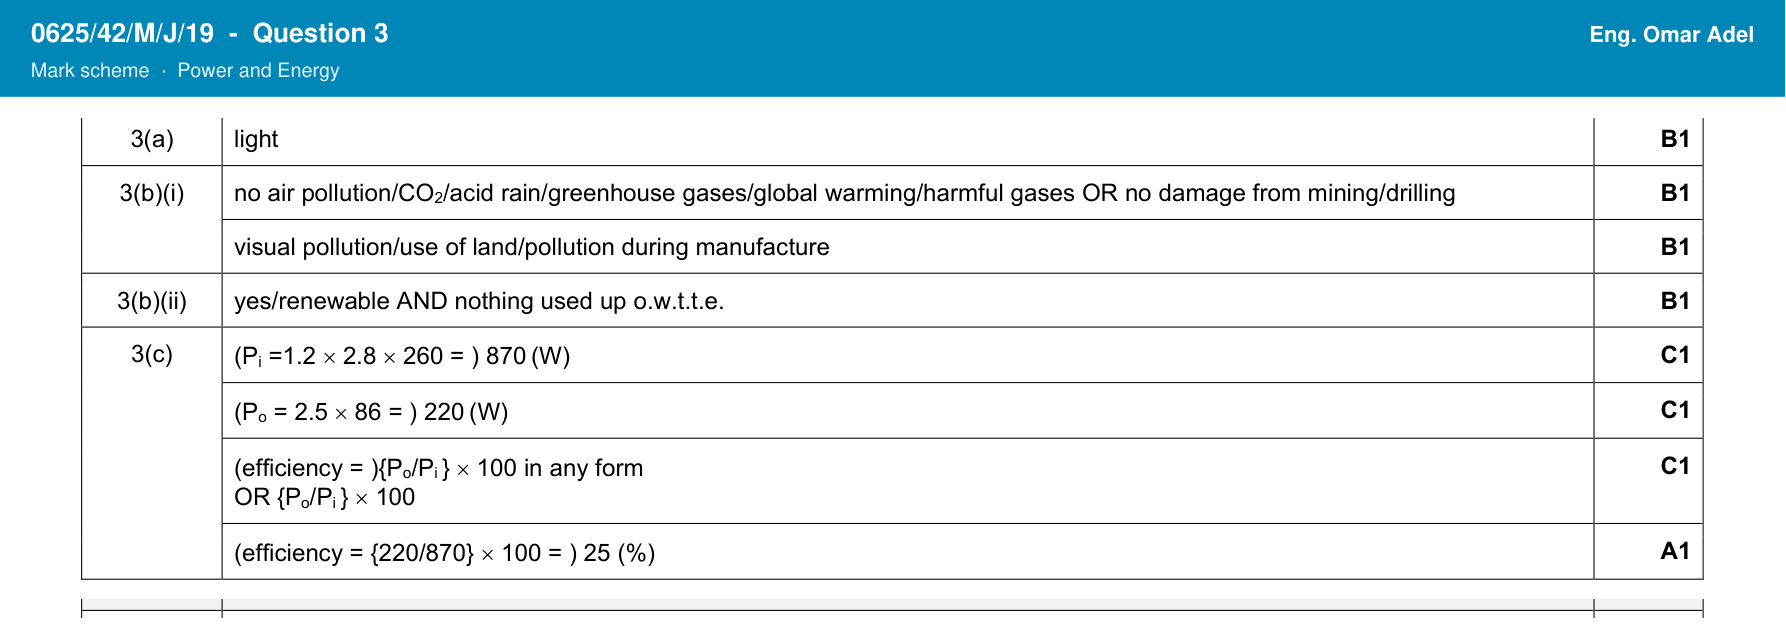 0625/42/M/J/19 - Question 3
Eng. Omar Adel
Mark scheme · Power and Energy
3(a) light B1
3(b)(i) no air pollution/CO₂/acid rain/greenhouse gases/global warming/harmful gases OR no damage from mining/drilling B1
visual pollution/use of land/pollution during manufacture B1
3(b)(ii) yes/renewable AND nothing used up o.w.t.t.e. B1
3(c) (Pᵢ =1.2 × 2.8 × 260 = ) 870 (W) C1
(Pₒ = 2.5 × 86 = ) 220 (W) C1
(efficiency = ){Pₒ/Pᵢ } × 100 in any form C1
OR {Pₒ/Pᵢ } × 100
(efficiency = {220/870} × 100 = ) 25 (%) A1